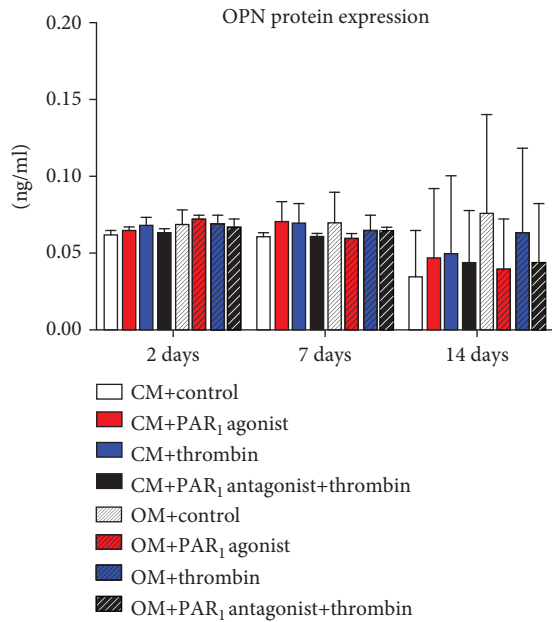 OPN protein expression
0.20
0.15
0.10
0.05
0.00
(ng/ml)
2 days 7 days 14 days
CM+control
CM+PAR₁ agonist
CM+thrombin
CM+PAR₁ antagonist+thrombin
OM+control
OM+PAR₁ agonist
OM+thrombin
OM+PAR₁ antagonist+thrombin